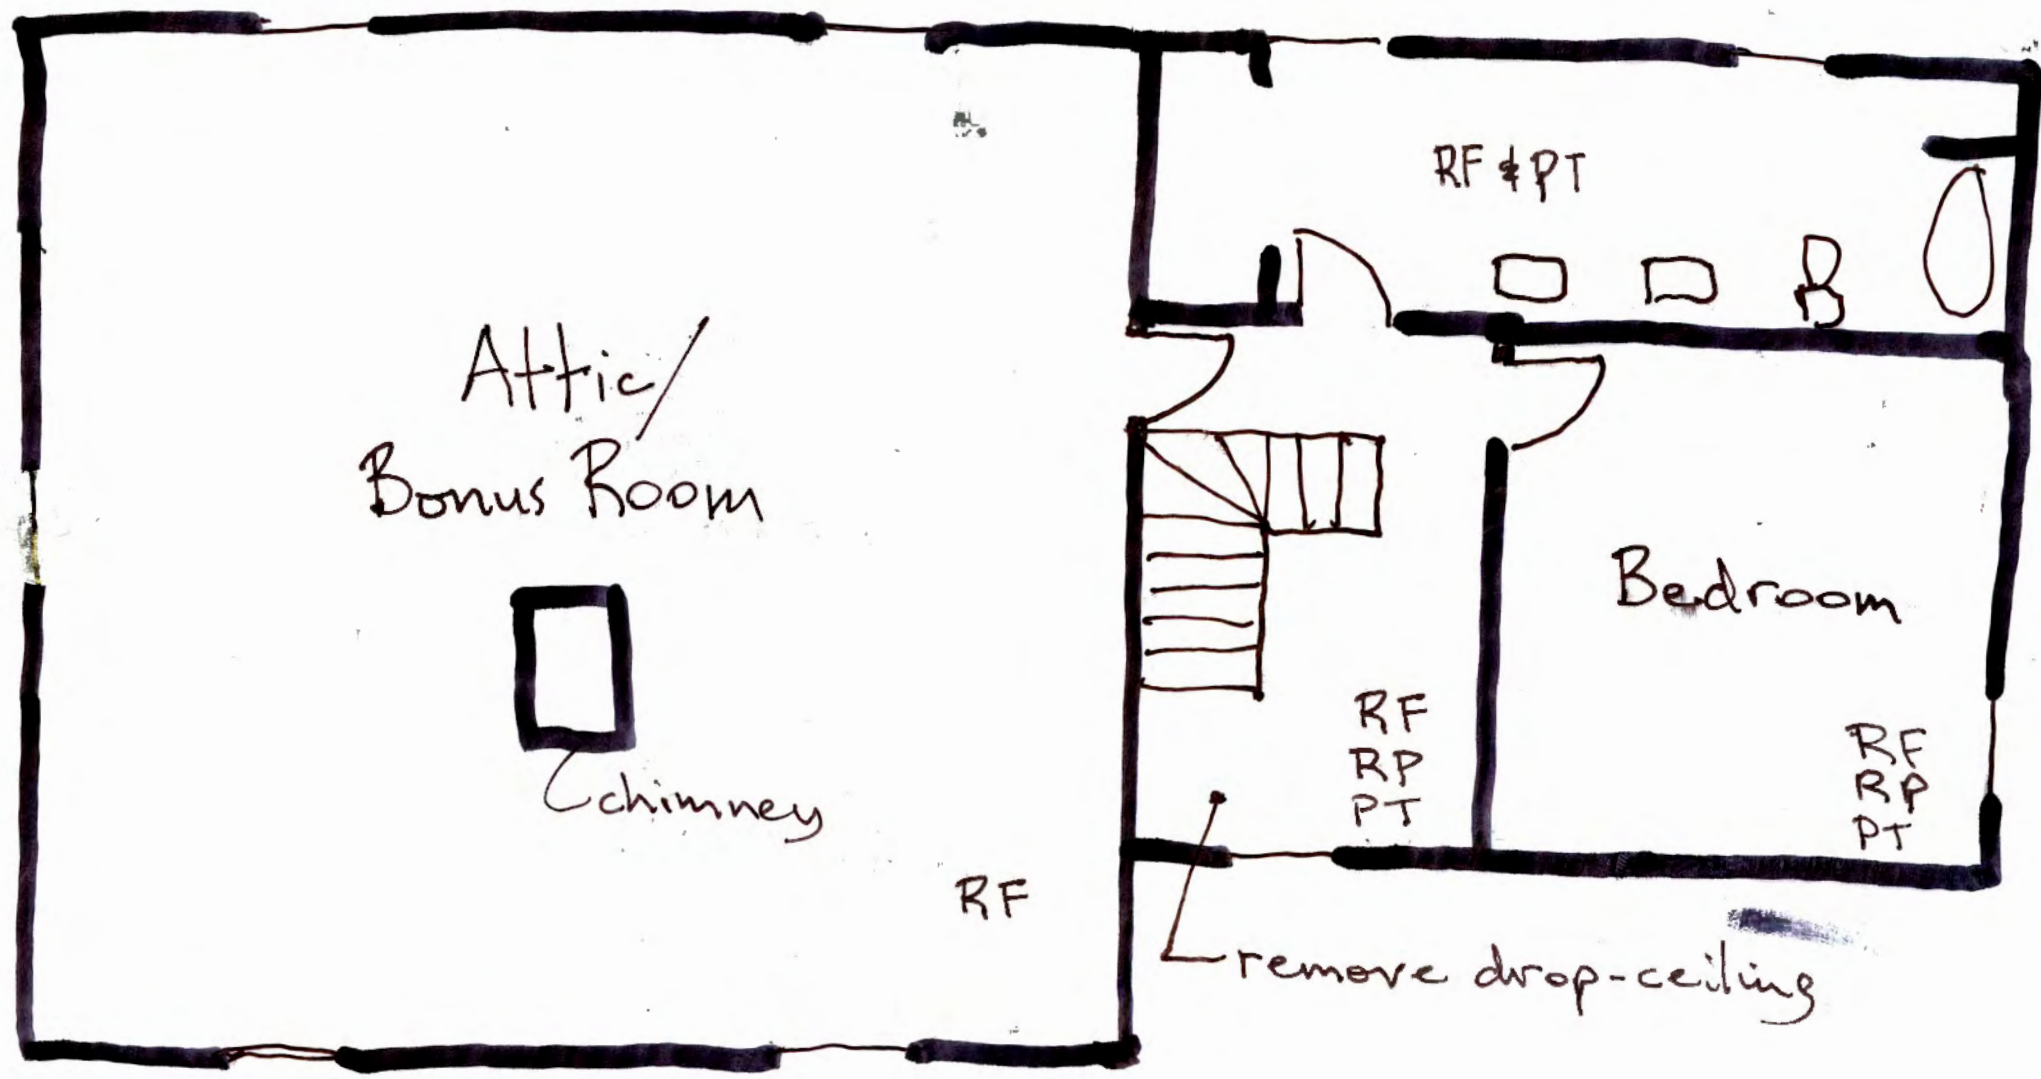 RF & PT
Attic/
Bonus Room
chimney
RF
Bedroom
RF
RP
PT
RF
RP
PT
remove drop-ceiling